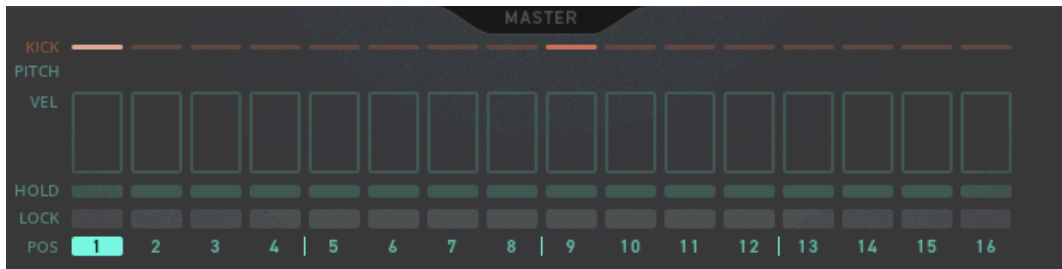 MASTER
KICK
PITCH
VEL
HOLD
LOCK
POS 1 2 3 4 5 6 7 8 9 10 11 12 13 14 15 16